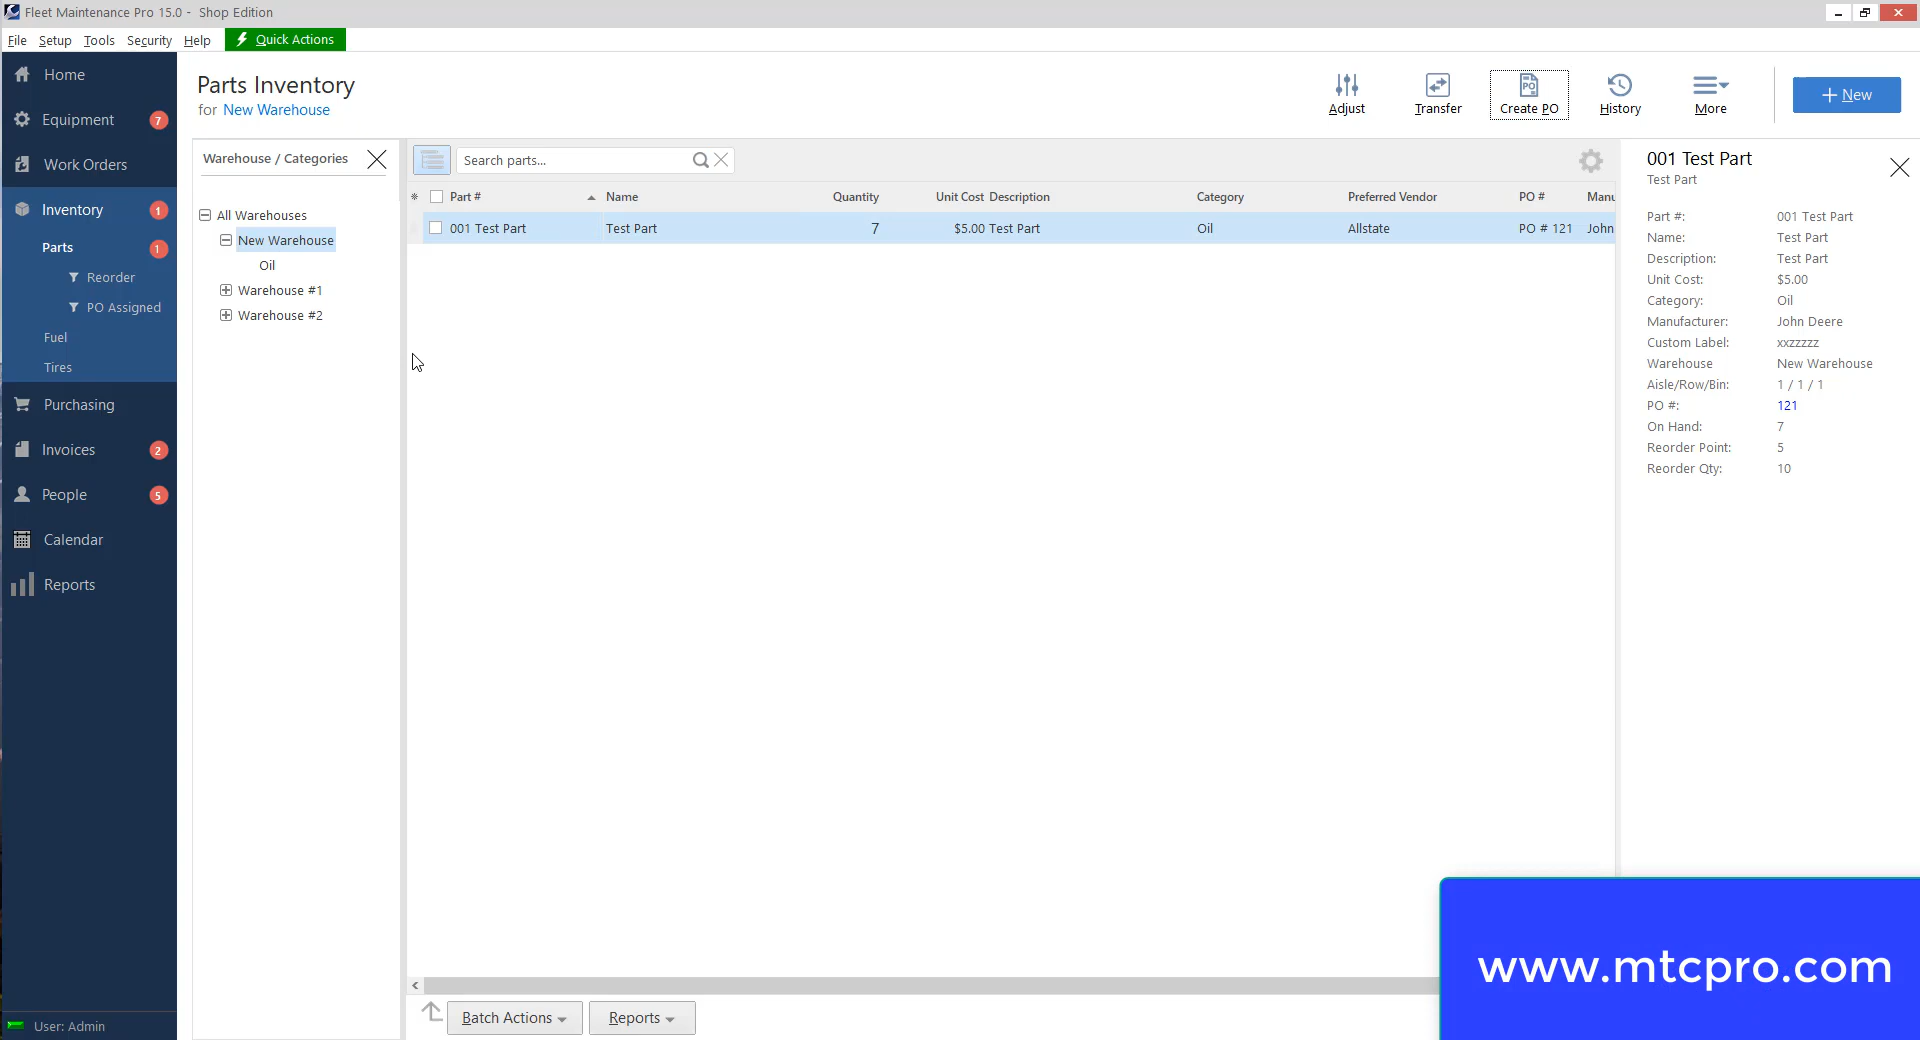 Fleet Maintenance Pro 15.0 -  Shop Edition
File Setup Tools Security Help Quick Actions
Home
Equipment 7
Work Orders
Inventory 1
Parts 1
Reorder
PO Assigned
Fuel
Tires
Purchasing
Invoices 2
People 5
Calendar
Reports
User: Admin
Parts Inventory
for New Warehouse
Adjust Transfer PO Create PO History More + New
Warehouse / Categories
All Warehouses
New Warehouse
Oil
Warehouse #1
Warehouse #2
Search parts...
* Part # Name Quantity Unit Cost Description Category Preferred Vendor PO # Manu
001 Test Part Test Part 7 $5.00 Test Part Oil Allstate PO # 121 John
Batch Actions Reports
001 Test Part
Test Part
Part #: 001 Test Part
Name: Test Part
Description: Test Part
Unit Cost: $5.00
Category: Oil
Manufacturer: John Deere
Custom Label: xxzzzzz
Warehouse New Warehouse
Aisle/Row/Bin: 1 / 1 / 1
PO #: 121
On Hand: 7
Reorder Point: 5
Reorder Qty: 10
www.mtcpro.com